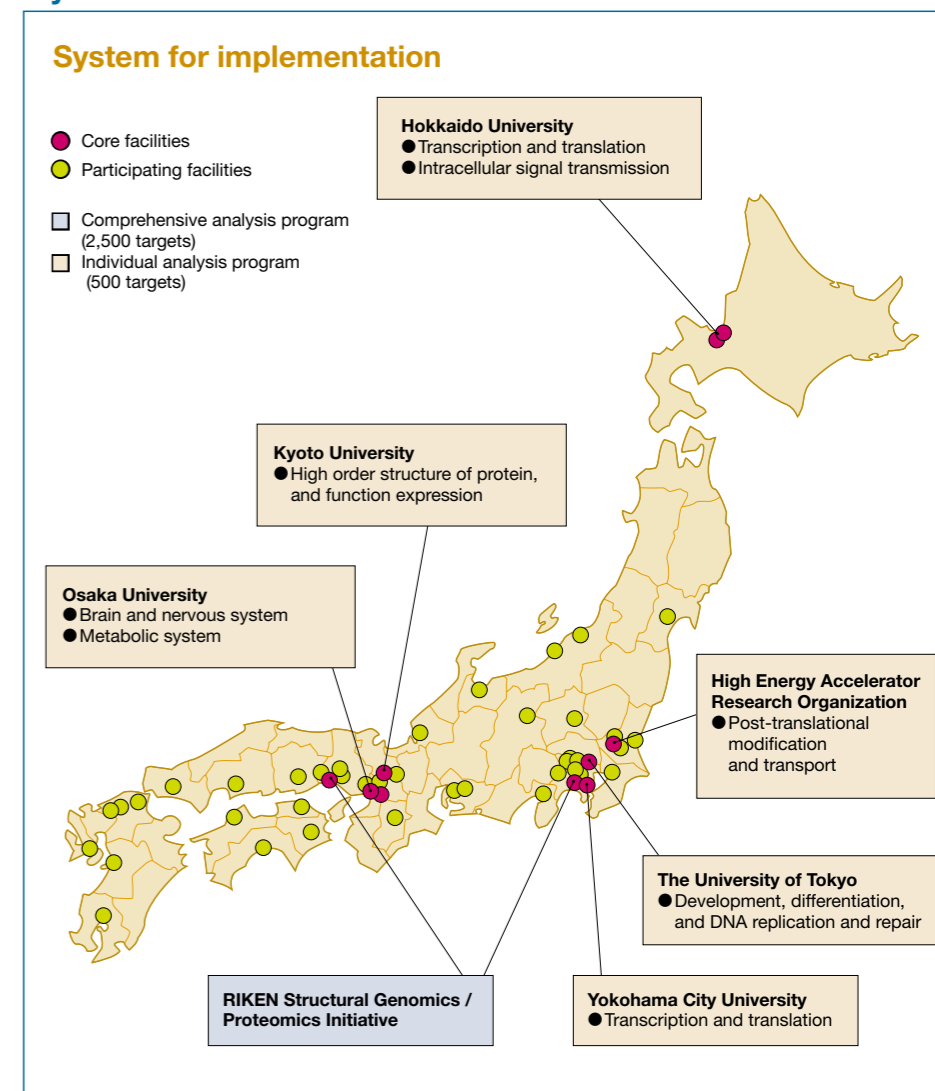 System for implementation
Core facilities
Participating facilities
Comprehensive analysis program
(2,500 targets)
Individual analysis program
(500 targets)
Hokkaido University
●Transcription and translation
●Intracellular signal transmission
Kyoto University
●High order structure of protein,
and function expression
Osaka University
●Brain and nervous system
●Metabolic system
High Energy Accelerator
Research Organization
●Post-translational
modification
and transport
The University of Tokyo
●Development, differentiation,
and DNA replication and repair
RIKEN Structural Genomics /
Proteomics Initiative
Yokohama City University
●Transcription and translation